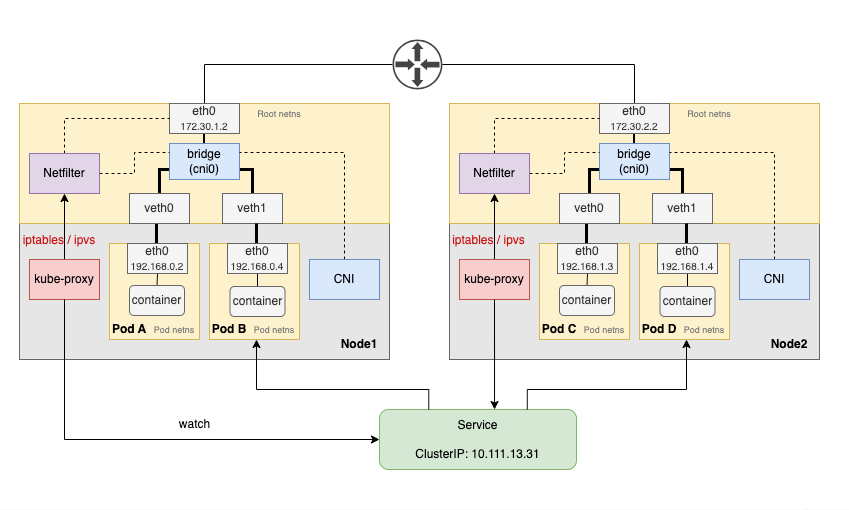 eth0
172.30.1.2
Root netns
bridge
(cni0)
Netfilter
veth0
veth1
iptables / ipvs
kube-proxy
eth0
192.168.0.2
container
Pod A
Pod netns
eth0
192.168.0.4
container
Pod B
Pod netns
CNI
Node1
eth0
172.30.2.2
Root netns
bridge
(cni0)
Netfilter
veth0
veth1
iptables / ipvs
kube-proxy
eth0
192.168.1.3
container
Pod C
Pod netns
eth0
192.168.1.4
container
Pod D
Pod netns
CNI
Node2
watch
Service
ClusterIP: 10.111.13.31